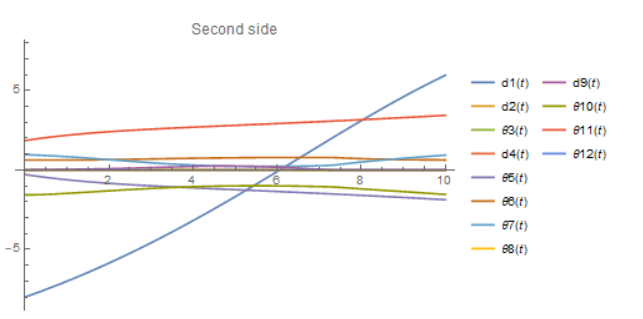 Second side
5
2
4
6
8
10
-5
d1(t)
d2(t)
θ3(t)
d4(t)
θ5(t)
θ6(t)
θ7(t)
θ8(t)
d9(t)
θ10(t)
θ11(t)
θ12(t)